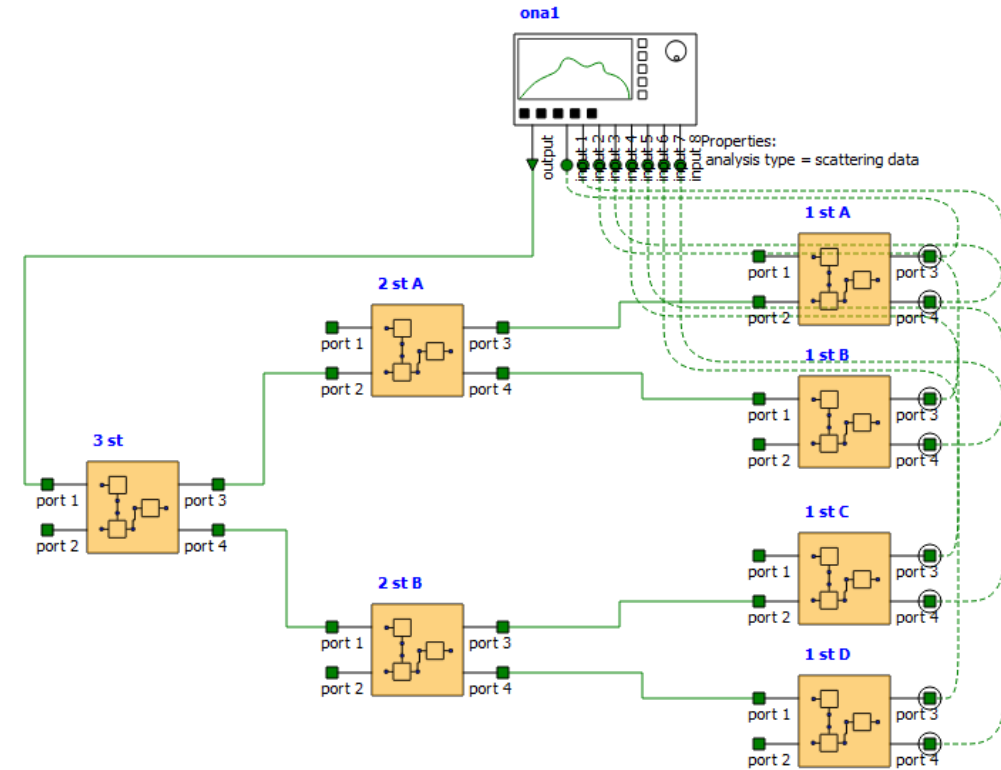 ona1
output
input 1
input 2
input 3
input 4
input 5
input 6
input 7
input 8
Properties:
analysis type = scattering data
1 st A
port 1
port 3
port 2
port 4
2 st A
port 1
port 3
port 2
port 4
1 st B
port 1
port 3
port 2
port 4
3 st
port 1
port 3
port 2
port 4
1 st C
port 1
port 3
port 2
port 4
2 st B
port 1
port 3
port 2
port 4
1 st D
port 1
port 3
port 2
port 4